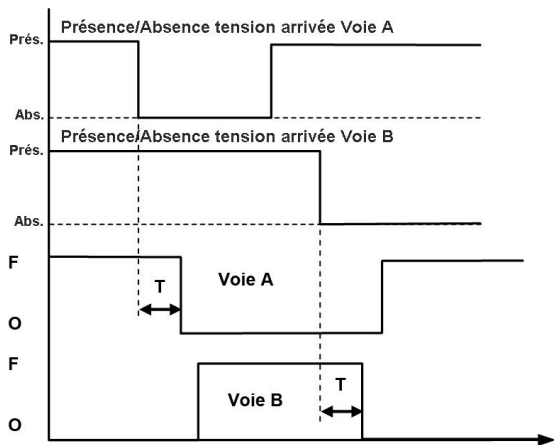 Présence/Absence tension arrivée Voie A
Prés.
Abs.
Présence/Absence tension arrivée Voie B
Prés.
Abs.
F
T
Voie A
O
F
T
Voie B
O